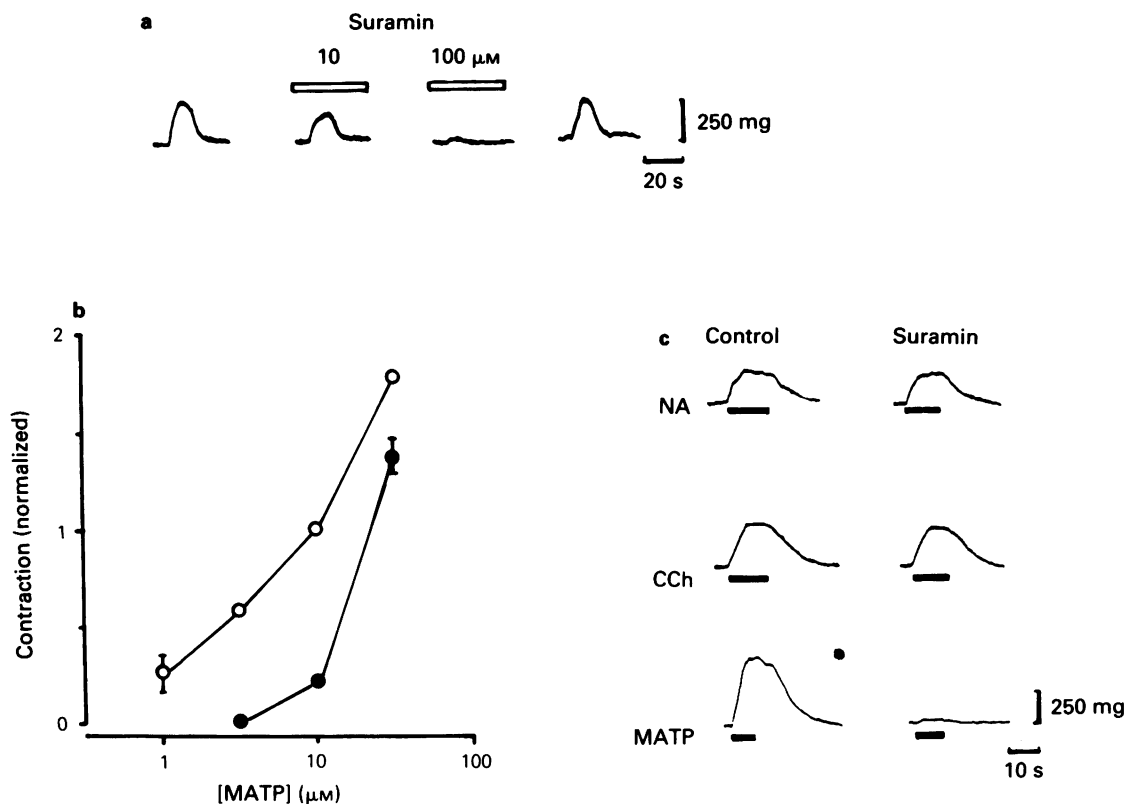 a
Suramin
10 100 μM
250 mg
20 s
b
2
1
0
1 10 100
Contraction (normalized)
[MATP] (μM)
c Control Suramin
NA
CCh
MATP
250 mg
10 s